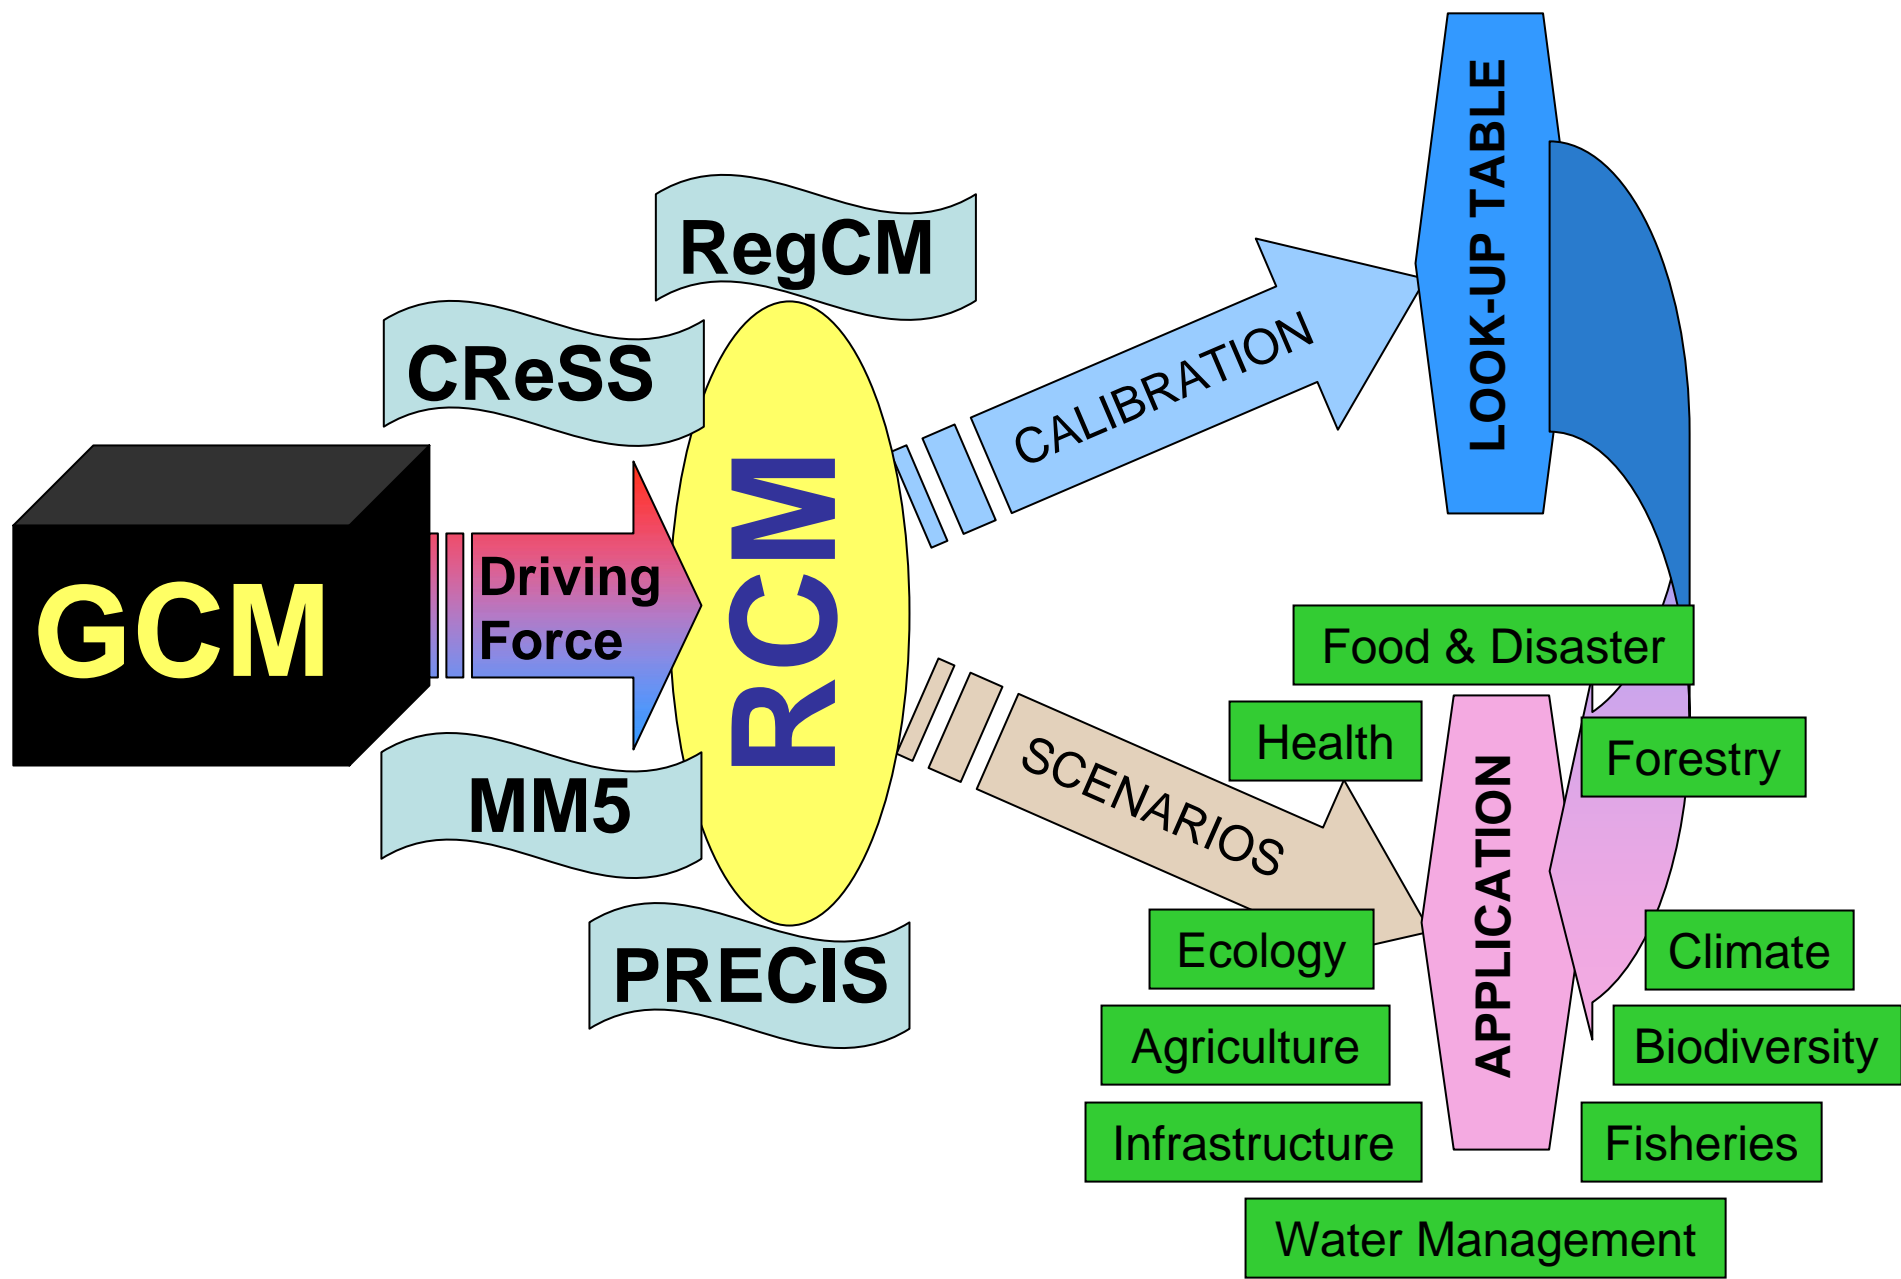 RegCM
CReSS
GCM
Driving
Force
RCM
MM5
PRECIS
CALIBRATION
SCENARIOS
LOOK-UP TABLE
Food & Disaster
Health
Forestry
APPLICATION
Ecology
Climate
Agriculture
Biodiversity
Infrastructure
Fisheries
Water Management